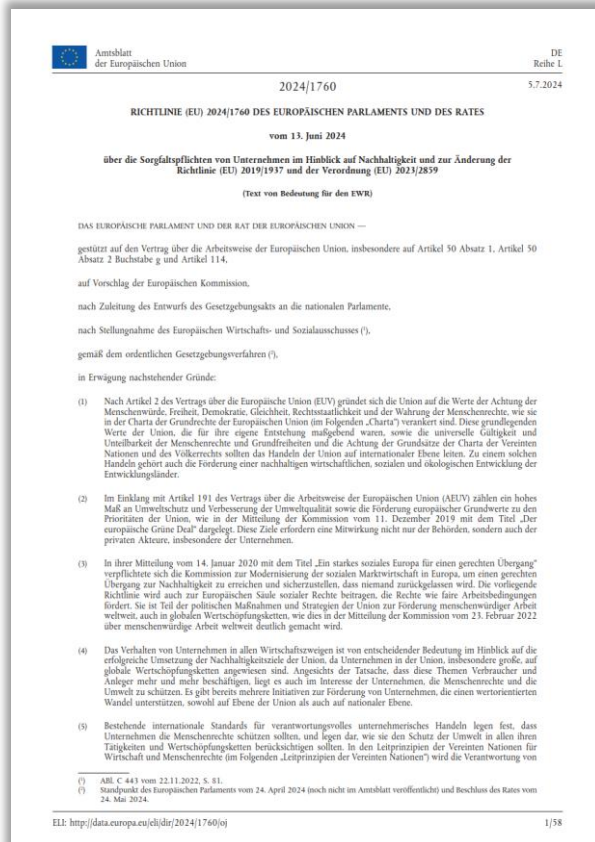 Amtsblatt
der Europäischen Union
DE
Reihe L
2024/1760
5.7.2024
RICHTLINIE (EU) 2024/1760 DES EUROPÄISCHEN PARLAMENTS UND DES RATES
vom 13. Juni 2024
über die Sorgfaltspflichten von Unternehmen im Hinblick auf Nachhaltigkeit und zur Änderung der
Richtlinie (EU) 2019/1937 und der Verordnung (EU) 2023/2859
(Text von Bedeutung für den EWR)
DAS EUROPÄISCHE PARLAMENT UND DER RAT DER EUROPÄISCHEN UNION —
gestützt auf den Vertrag über die Arbeitsweise der Europäischen Union, insbesondere auf Artikel 50 Absatz 1, Artikel 50
Absatz 2 Buchstabe g und Artikel 114,
auf Vorschlag der Europäischen Kommission,
nach Zuleitung des Entwurfs des Gesetzgebungsakts an die nationalen Parlamente,
nach Stellungnahme des Europäischen Wirtschafts- und Sozialausschusses (¹),
gemäß dem ordentlichen Gesetzgebungsverfahren (²),
in Erwägung nachstehender Gründe:
(1) Nach Artikel 2 des Vertrags über die Europäische Union (EUV) gründet sich die Union auf die Werte der Achtung der
Menschenwürde, Freiheit, Demokratie, Gleichheit, Rechtsstaatlichkeit und der Wahrung der Menschenrechte, wie sie
in der Charta der Grundrechte der Europäischen Union (im Folgenden „Charta“) verankert sind. Diese grundlegenden
Werte der Union, die für ihre eigene Entstehung maßgebend waren, sowie die universelle Gültigkeit und
Unteilbarkeit der Menschenrechte und Grundfreiheiten und die Achtung der Grundsätze der Charta der Vereinten
Nationen und des Völkerrechts sollten das Handeln der Union auf internationaler Ebene leiten. Zu einem solchen
Handeln gehört auch die Förderung einer nachhaltigen wirtschaftlichen, sozialen und ökologischen Entwicklung der
Entwicklungsländer.
(2) Im Einklang mit Artikel 191 des Vertrags über die Arbeitsweise der Europäischen Union (AEUV) zählen ein hohes
Maß an Umweltschutz und Verbesserung der Umweltqualität sowie die Förderung europäischer Grundwerte zu den
Prioritäten der Union, wie in der Mitteilung der Kommission vom 11. Dezember 2019 mit dem Titel „Der
europäische Grüne Deal“ dargelegt. Diese Ziele erfordern eine Mitwirkung nicht nur der Behörden, sondern auch der
privaten Akteure, insbesondere der Unternehmen.
(3) In ihrer Mitteilung vom 14. Januar 2020 mit dem Titel „Ein starkes soziales Europa für einen gerechten Übergang“
verpflichtete sich die Kommission zur Modernisierung der sozialen Marktwirtschaft in Europa, um einen gerechten
Übergang zur Nachhaltigkeit zu erreichen und sicherzustellen, dass niemand zurückgelassen wird. Die vorliegende
Richtlinie wird auch zur Europäischen Säule sozialer Rechte beitragen, die Rechte wie faire Arbeitsbedingungen
fördert. Sie ist Teil der politischen Maßnahmen und Strategien der Union zur Förderung menschenwürdiger Arbeit
weltweit, auch in globalen Wertschöpfungsketten, wie dies in der Mitteilung der Kommission vom 23. Februar 2022
über menschenwürdige Arbeit weltweit deutlich gemacht wird.
(4) Das Verhalten von Unternehmen in allen Wirtschaftszweigen ist von entscheidender Bedeutung im Hinblick auf die
erfolgreiche Umsetzung der Nachhaltigkeitsziele der Union, da Unternehmen in der Union, insbesondere große, auf
globale Wertschöpfungsketten angewiesen sind. Angesichts der Tatsache, dass diese Themen Verbraucher und
Anleger mehr und mehr beschäftigen, liegt es auch im Interesse der Unternehmen, die Menschenrechte und die
Umwelt zu schützen. Es gibt bereits mehrere Initiativen zur Förderung von Unternehmen, die einen wertorientierten
Wandel unterstützen, sowohl auf Ebene der Union als auch auf nationaler Ebene.
(5) Bestehende internationale Standards für verantwortungsvolles unternehmerisches Handeln legen fest, dass
Unternehmen die Menschenrechte schützen sollten, und legen dar, wie sie den Schutz der Umwelt in allen ihren
Tätigkeiten und Wertschöpfungsketten berücksichtigen sollten. In den Leitprinzipien der Vereinten Nationen für
Wirtschaft und Menschenrechte (im Folgenden „Leitprinzipien der Vereinten Nationen“) wird die Verantwortung von
(¹) ABl. C 443 vom 22.11.2022, S. 81.
(²) Standpunkt des Europäischen Parlaments vom 24. April 2024 (noch nicht im Amtsblatt veröffentlicht) und Beschluss des Rates vom
24. Mai 2024.
ELI: http://data.europa.eu/eli/dir/2024/1760/oj
1/58